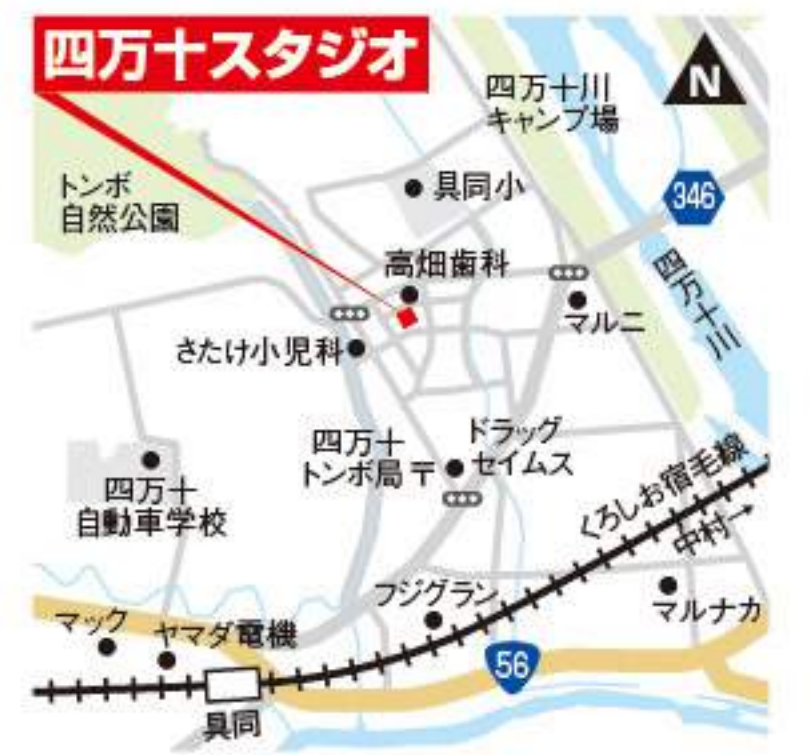 四万十スタジオ
四万十川
キャンプ場
N
トンボ
自然公園
具同小
346
高畑歯科
四万十川
マルニ
さたけ小児科
四万十
トンボ局〒
ドラッグ
セイムス
四万十
自動車学校
くろしお宿毛線
中村→
フジグラン
マルナカ
マック
ヤマダ電機
56
具同